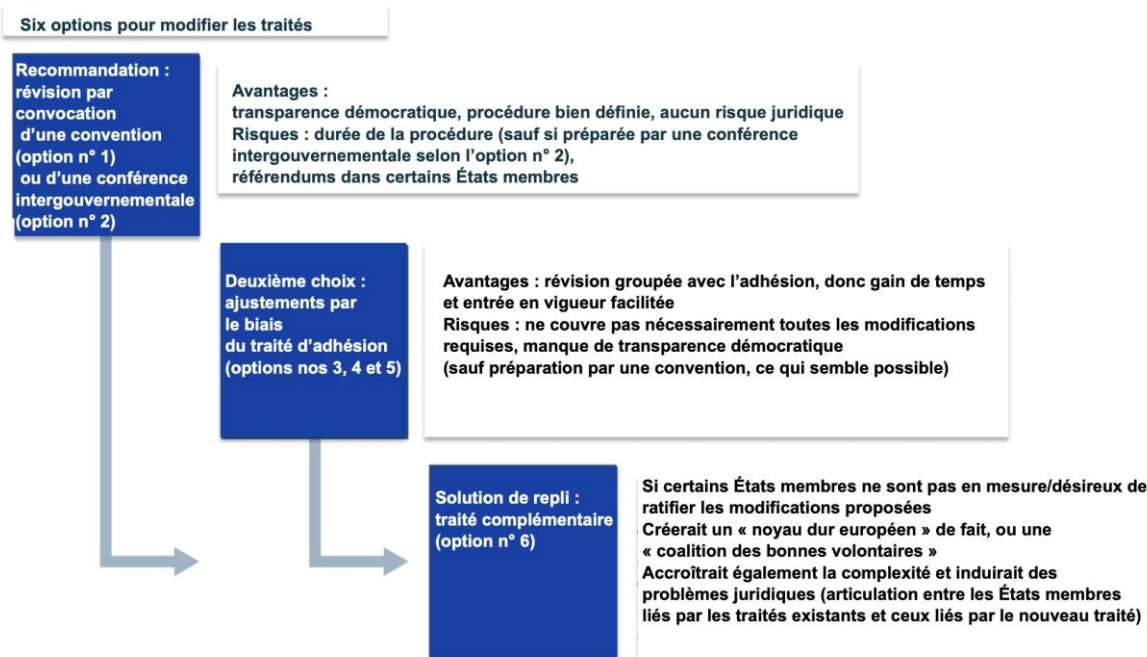 Six options pour modifier les traités
Recommandation :
révision par
convocation
d'une convention
(option n° 1)
ou d'une conférence
intergouvernementale
(option n° 2)
Avantages :
transparence démocratique, procédure bien définie, aucun risque juridique
Risques : durée de la procédure (sauf si préparée par une conférence
intergouvernementale selon l'option n° 2),
référendums dans certains États membres
Deuxième choix :
ajustements par
le biais
du traité d'adhésion
(options nos 3, 4 et 5)
Avantages : révision groupée avec l'adhésion, donc gain de temps
et entrée en vigueur facilitée
Risques : ne couvre pas nécessairement toutes les modifications
requises, manque de transparence démocratique
(sauf préparation par une convention, ce qui semble possible)
Solution de repli :
traité complémentaire
(option n° 6)
Si certains États membres ne sont pas en mesure/désireux de
ratifier les modifications proposées
Créerait un « noyau dur européen » de fait, ou une
« coalition des bonnes volontaires »
Accroîtrait également la complexité et induirait des
problèmes juridiques (articulation entre les États membres
liés par les traités existants et ceux liés par le nouveau traité)